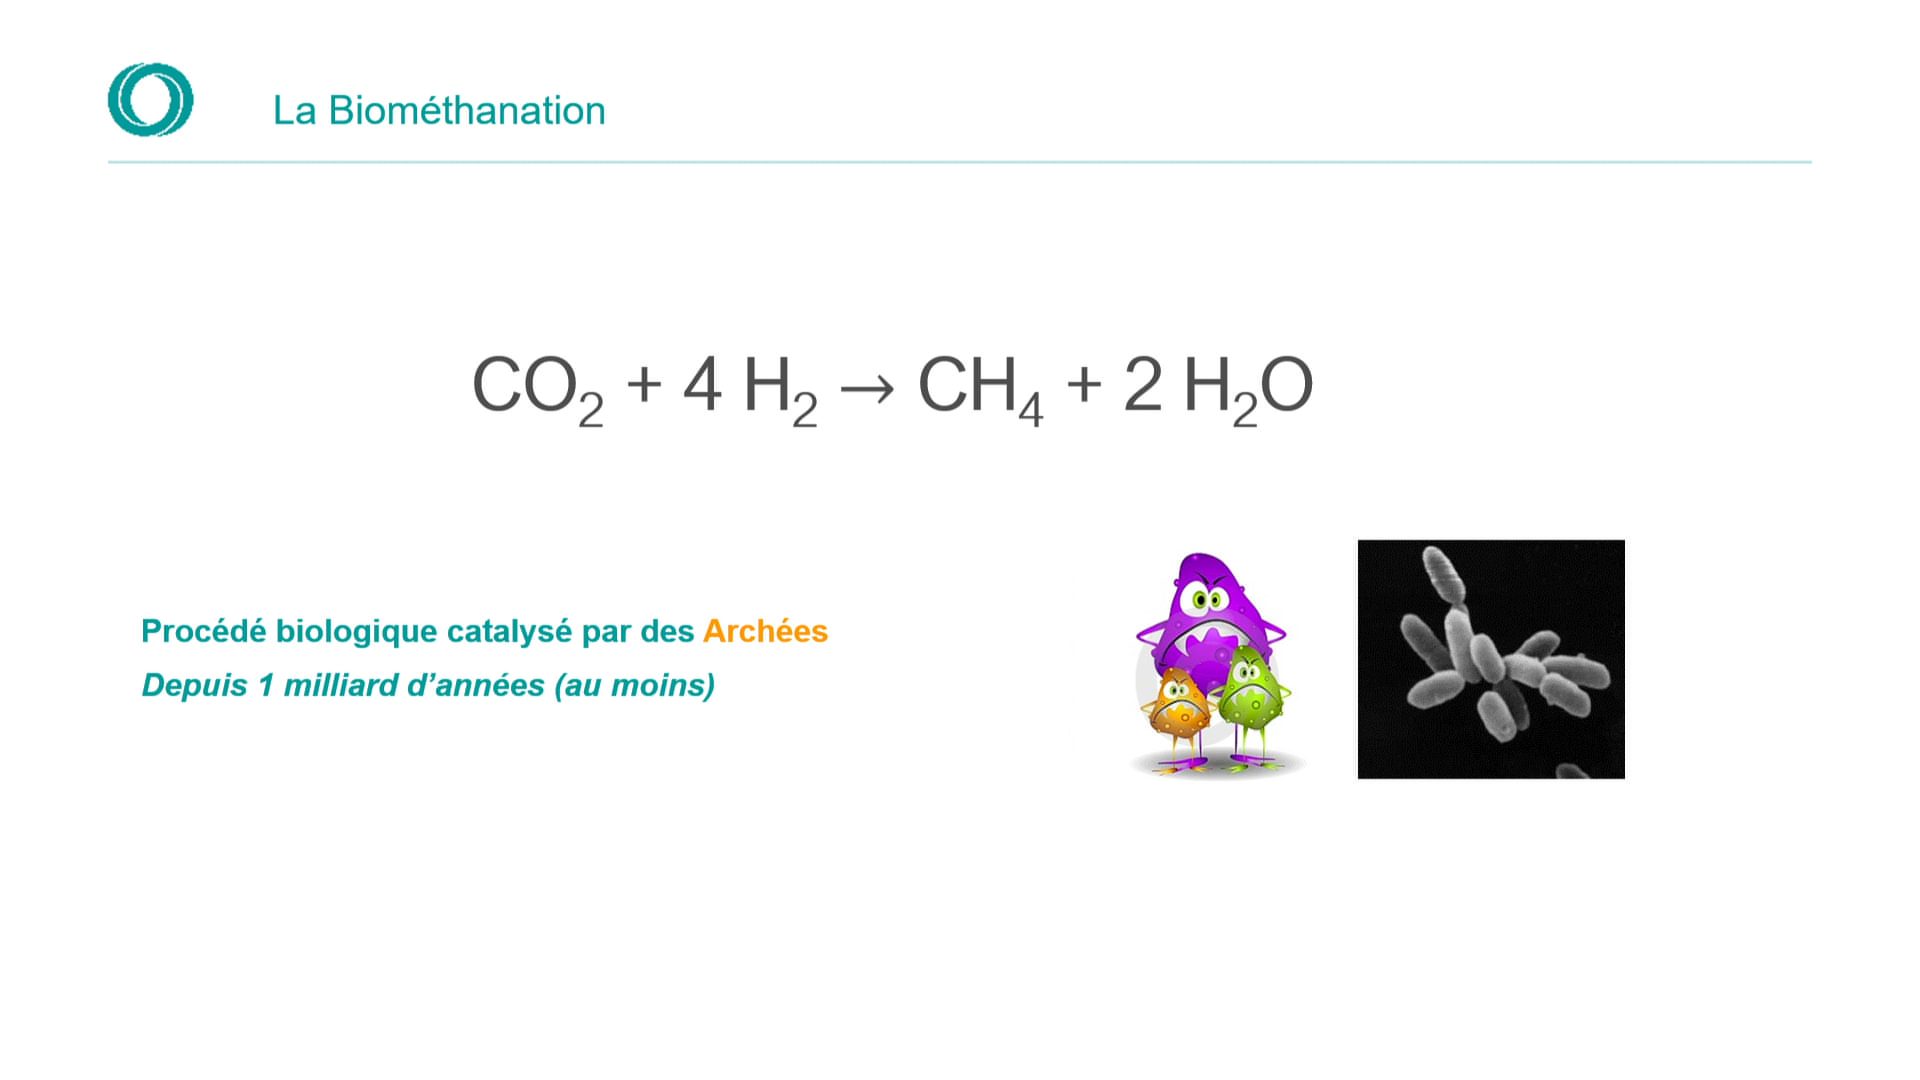 La Biométhanation
CO₂ + 4 H₂ → CH₄ + 2 H₂O
Procédé biologique catalysé par des Archées
Depuis 1 milliard d’années (au moins)